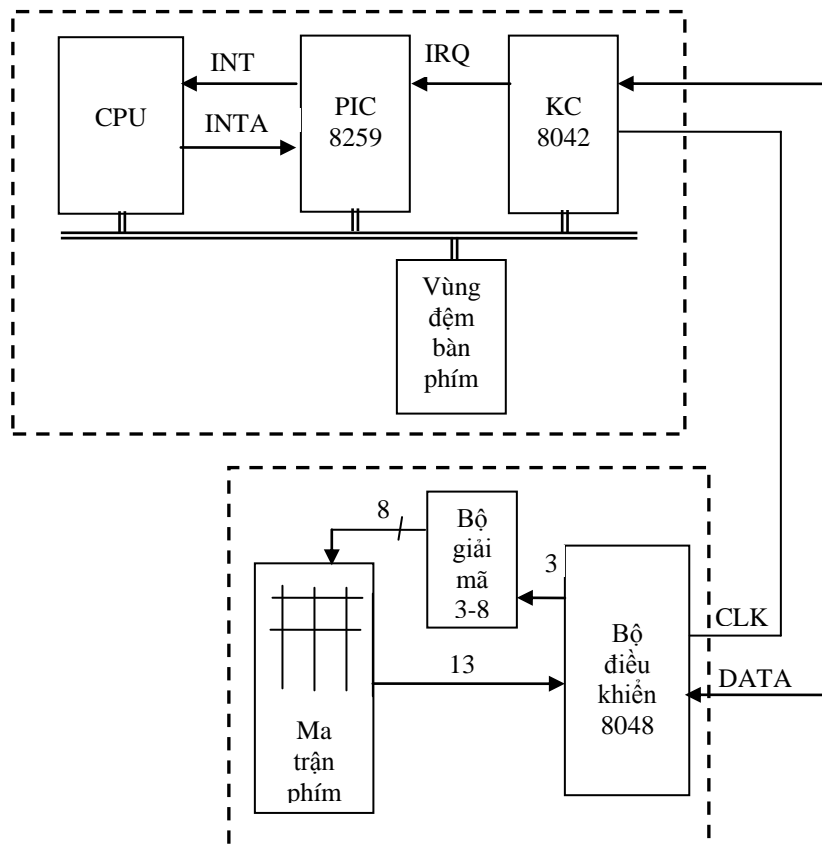 INT
IRQ
CPU
PIC
8259
KC
8042
INTA
Vùng
đệm
bàn
phím
8
Bộ
giải
mã
3-8
3
CLK
Bộ
điều
khiển
8048
13
DATA
Ma
trận
phím